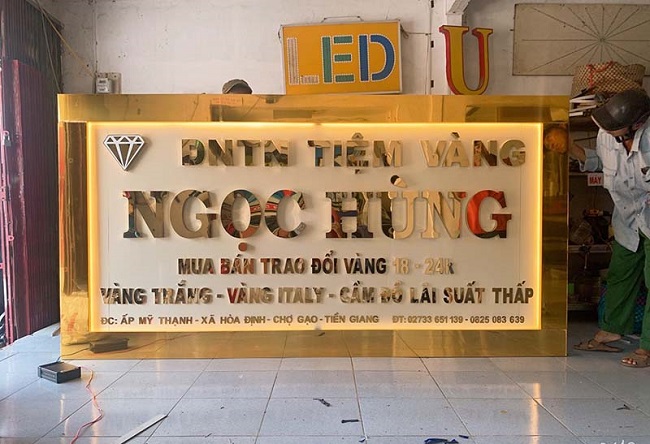 LED
U
DNTN TIỆM VÀNG
NGỌC HÙNG
MUA BÁN TRAO ĐỔI VÀNG 18 - 24k
VÀNG TRẮNG - VÀNG ITALY - CẦM ĐỒ LÃI SUẤT THẤP
ĐC: ẤP MỸ THẠNH - XÃ HÒA ĐỊNH - CHỢ GẠO - TIỀN GIANG ĐT: 02733 651 139 - 0825 083 639
MÁY